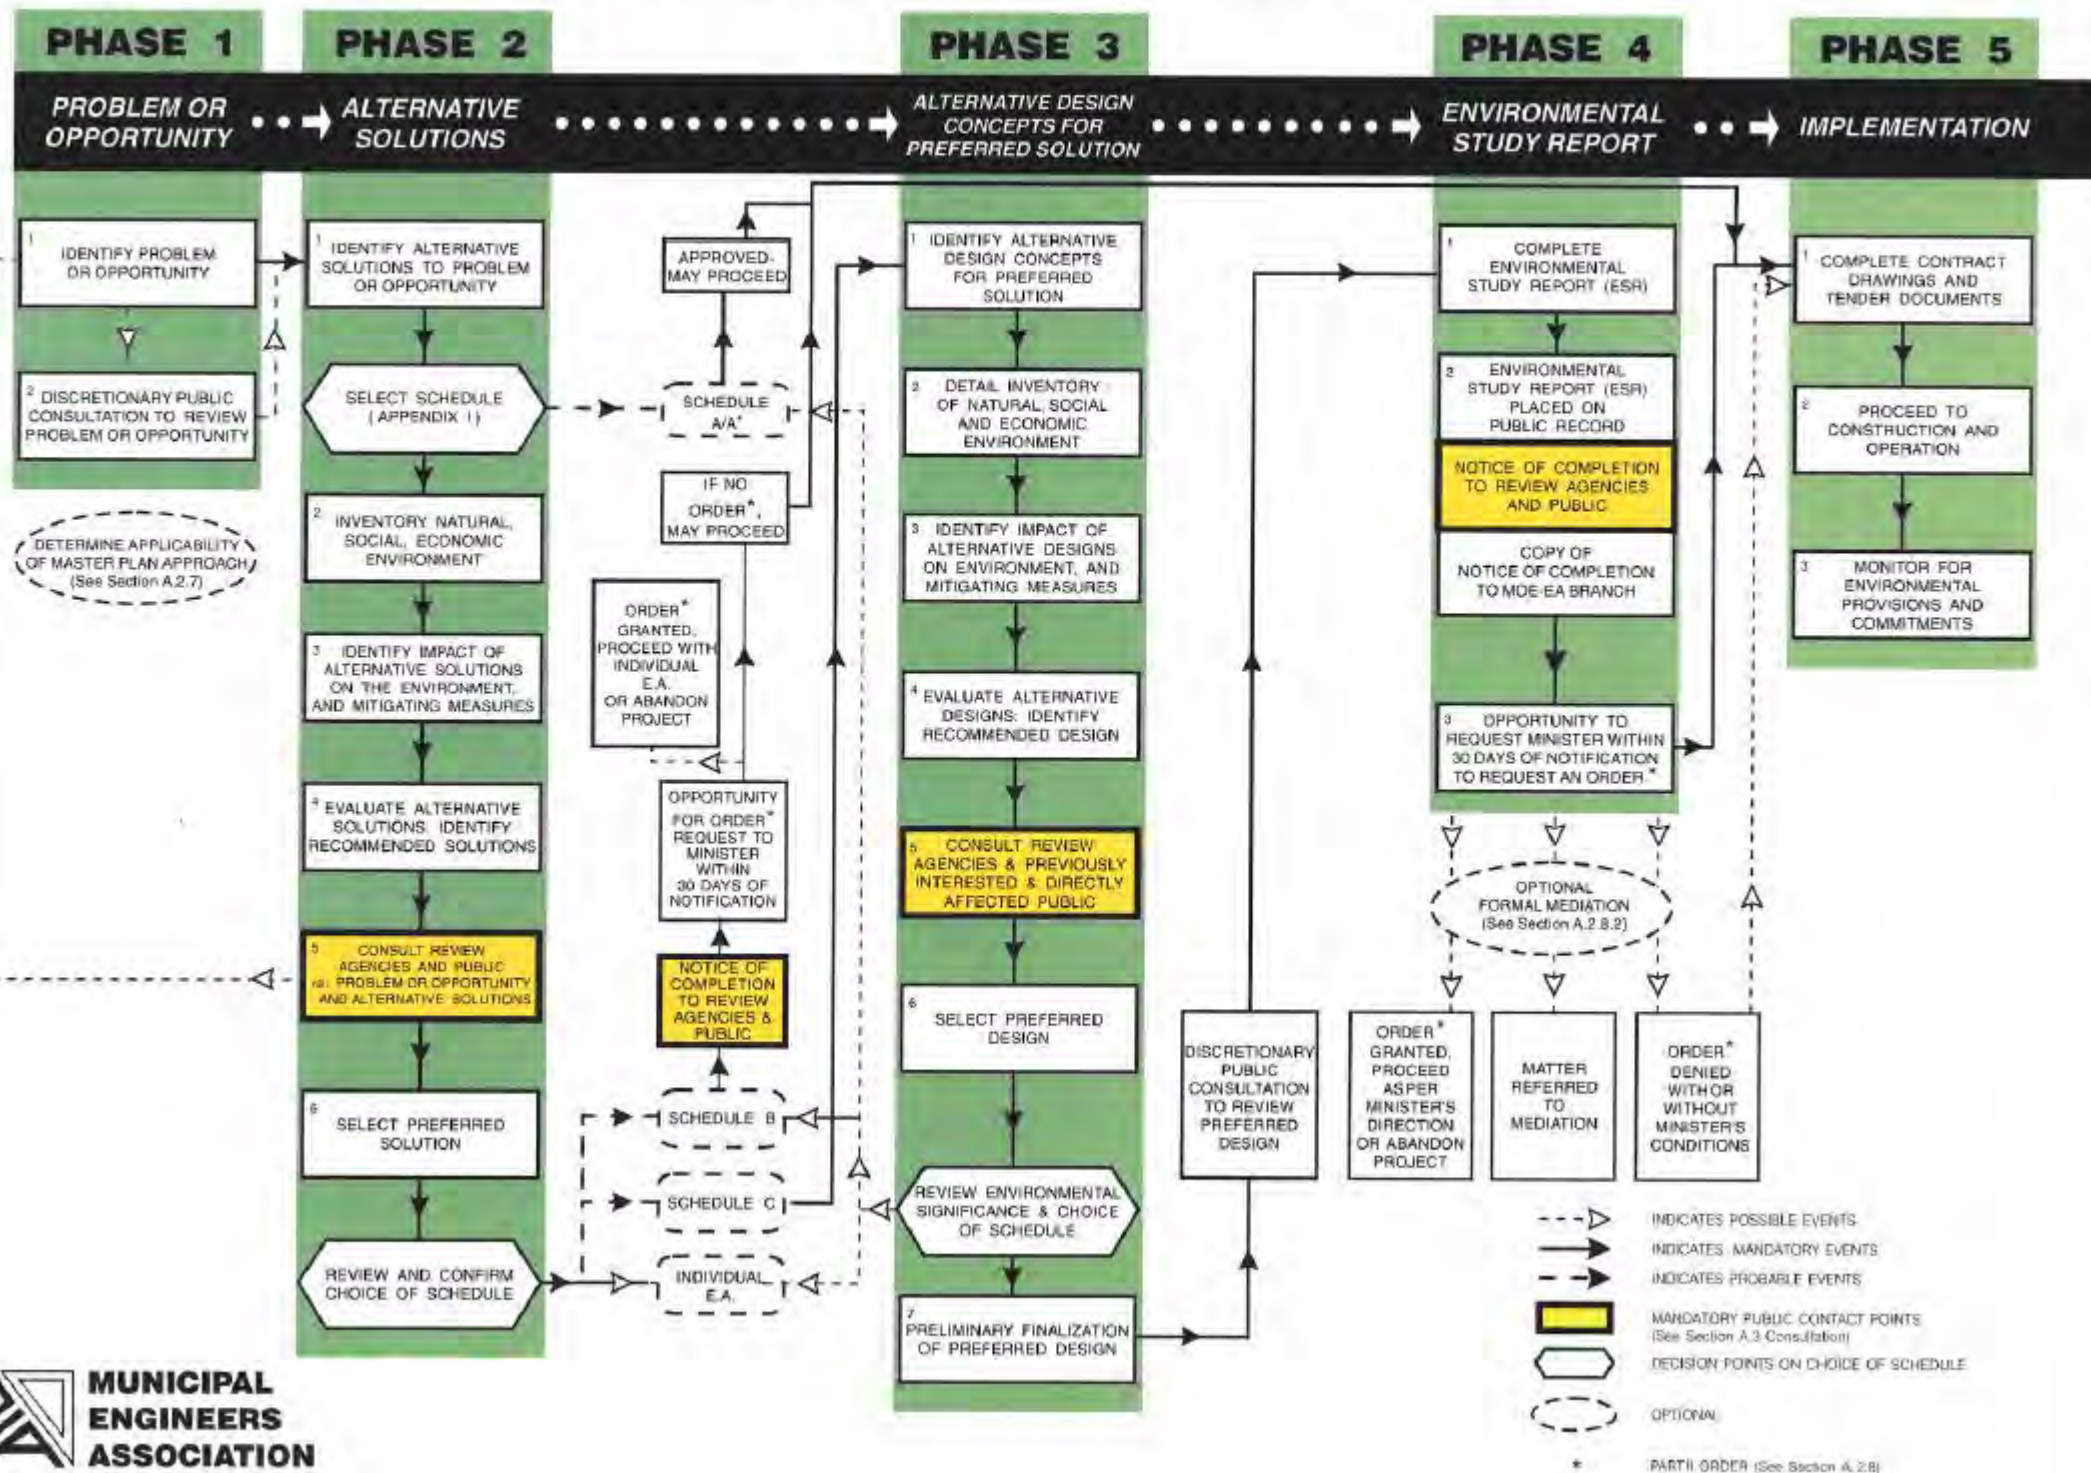 PHASE 1
PROBLEM OR
OPPORTUNITY
1 IDENTIFY PROBLEM
OR OPPORTUNITY
2 DISCRETIONARY PUBLIC
CONSULTATION TO REVIEW
PROBLEM OR OPPORTUNITY
DETERMINE APPLICABILITY
OF MASTER PLAN APPROACH
(See Section A.2.7)
PHASE 2
ALTERNATIVE
SOLUTIONS
1 IDENTIFY ALTERNATIVE
SOLUTIONS TO PROBLEM
OR OPPORTUNITY
SELECT SCHEDULE
( APPENDIX I )
2
INVENTORY NATURAL,
SOCIAL, ECONOMIC
ENVIRONMENT
3 IDENTIFY IMPACT OF
ALTERNATIVE SOLUTIONS
ON THE ENVIRONMENT,
AND MITIGATING MEASURES
4 EVALUATE ALTERNATIVE
SOLUTIONS: IDENTIFY
RECOMMENDED SOLUTIONS
5 CONSULT REVIEW
AGENCIES AND PUBLIC
re: PROBLEM OR OPPORTUNITY
AND ALTERNATIVE SOLUTIONS
6
SELECT PREFERRED
SOLUTION
REVIEW AND CONFIRM
CHOICE OF SCHEDULE
APPROVED-
MAY PROCEED
SCHEDULE
A/A+
IF NO
ORDER*,
MAY PROCEED
ORDER*
GRANTED,
PROCEED WITH
INDIVIDUAL
E.A.
OR ABANDON
PROJECT
OPPORTUNITY
FOR ORDER*
REQUEST TO
MINISTER
WITHIN
30 DAYS OF
NOTIFICATION
NOTICE OF
COMPLETION
TO REVIEW
AGENCIES &
PUBLIC
SCHEDULE B
SCHEDULE C
INDIVIDUAL
E.A.
PHASE 3
ALTERNATIVE DESIGN
CONCEPTS FOR
PREFERRED SOLUTION
1 IDENTIFY ALTERNATIVE
DESIGN CONCEPTS
FOR PREFERRED
SOLUTION
2 DETAIL INVENTORY
OF NATURAL, SOCIAL
AND ECONOMIC
ENVIRONMENT
3 IDENTIFY IMPACT OF
ALTERNATIVE DESIGNS
ON ENVIRONMENT, AND
MITIGATING MEASURES
4 EVALUATE ALTERNATIVE
DESIGNS: IDENTIFY
RECOMMENDED DESIGN
5 CONSULT REVIEW
AGENCIES & PREVIOUSLY
INTERESTED & DIRECTLY
AFFECTED PUBLIC
6
SELECT PREFERRED
DESIGN
REVIEW ENVIRONMENTAL
SIGNIFICANCE & CHOICE
OF SCHEDULE
7
PRELIMINARY FINALIZATION
OF PREFERRED DESIGN
DISCRETIONARY
PUBLIC
CONSULTATION
TO REVIEW
PREFERRED
DESIGN
PHASE 4
ENVIRONMENTAL
STUDY REPORT
1 COMPLETE
ENVIRONMENTAL
STUDY REPORT (ESR)
2 ENVIRONMENTAL
STUDY REPORT (ESR)
PLACED ON
PUBLIC RECORD
NOTICE OF COMPLETION
TO REVIEW AGENCIES
AND PUBLIC
COPY OF
NOTICE OF COMPLETION
TO MOE-EA BRANCH
3 OPPORTUNITY TO
REQUEST MINISTER WITHIN
30 DAYS OF NOTIFICATION
TO REQUEST AN ORDER*
OPTIONAL
FORMAL MEDIATION
(See Section A.2.8.2)
ORDER*
GRANTED,
PROCEED
AS PER
MINISTER'S
DIRECTION
OR ABANDON
PROJECT
MATTER
REFERRED
TO
MEDIATION
ORDER*
DENIED
WITH OR
WITHOUT
MINISTER'S
CONDITIONS
PHASE 5
IMPLEMENTATION
1 COMPLETE CONTRACT
DRAWINGS AND
TENDER DOCUMENTS
2 PROCEED TO
CONSTRUCTION AND
OPERATION
3 MONITOR FOR
ENVIRONMENTAL
PROVISIONS AND
COMMITMENTS
INDICATES POSSIBLE EVENTS
INDICATES MANDATORY EVENTS
INDICATES PROBABLE EVENTS
MANDATORY PUBLIC CONTACT POINTS
(See Section A.3 Consultation)
DECISION POINTS ON CHOICE OF SCHEDULE
OPTIONAL
* PART II ORDER (See Section A.2.8)
MUNICIPAL
ENGINEERS
ASSOCIATION